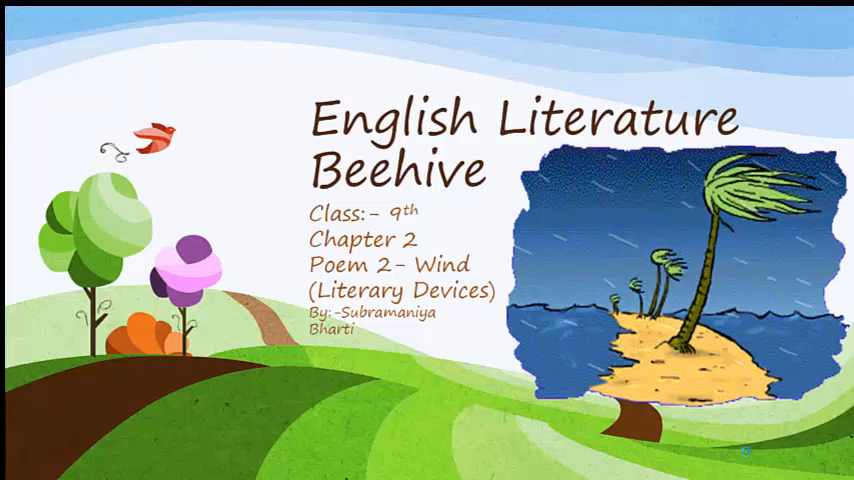 English Literature
Beehive
Class:- 9th
Chapter 2
Poem 2- Wind
(Literary Devices)
By:-Subramaniya
Bharti